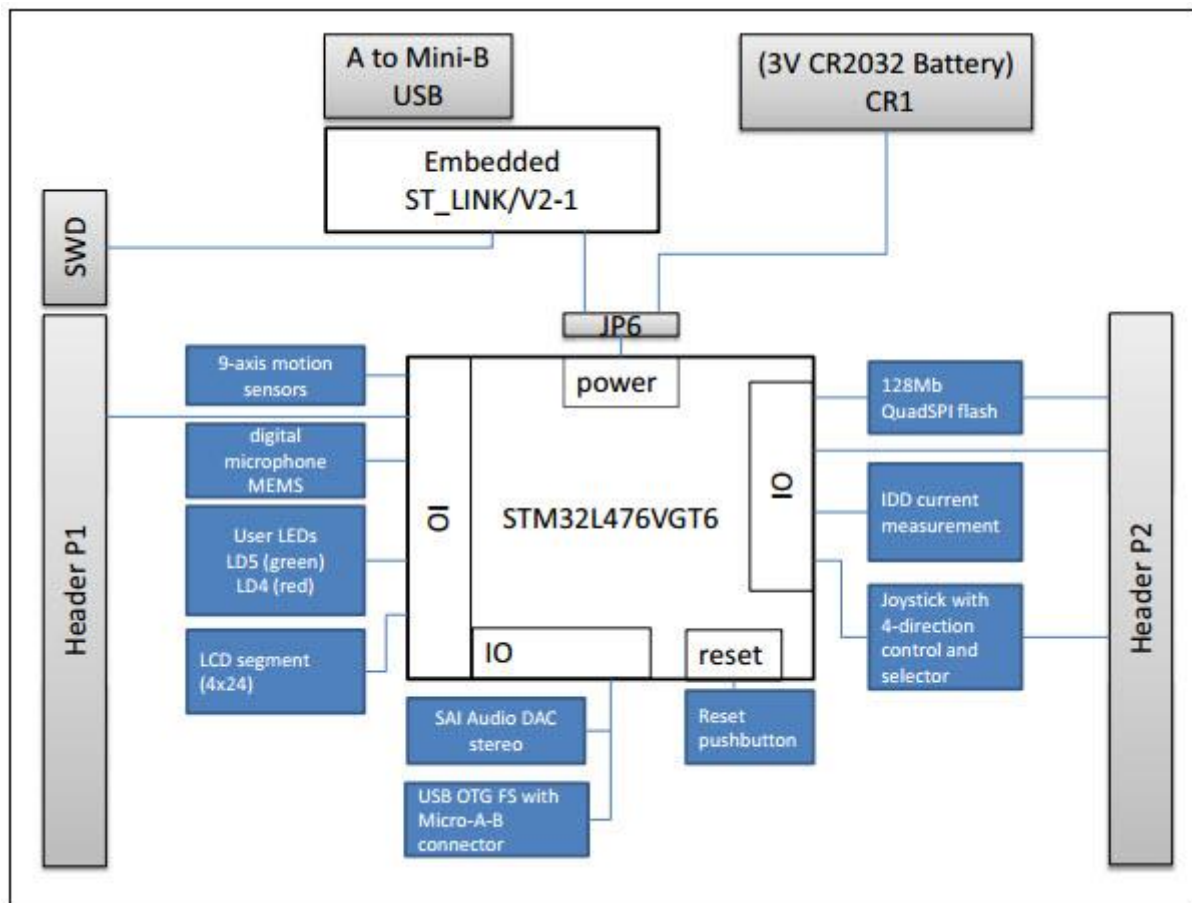 A to Mini-B
USB
(3V CR2032 Battery)
CR1
Embedded
ST_LINK/V2-1
SWD
JP6
Header P1
9-axis motion
sensors
digital
microphone
MEMS
User LEDs
LD5 (green)
LD4 (red)
LCD segment
(4x24)
IO
power
STM32L476VGT6
IO
IO
reset
128Mb
QuadSPI flash
IDD current
measurement
Joystick with
4-direction
control and
selector
Header P2
SAI Audio DAC
stereo
Reset
pushbutton
USB OTG FS with
Micro-A-B
connector